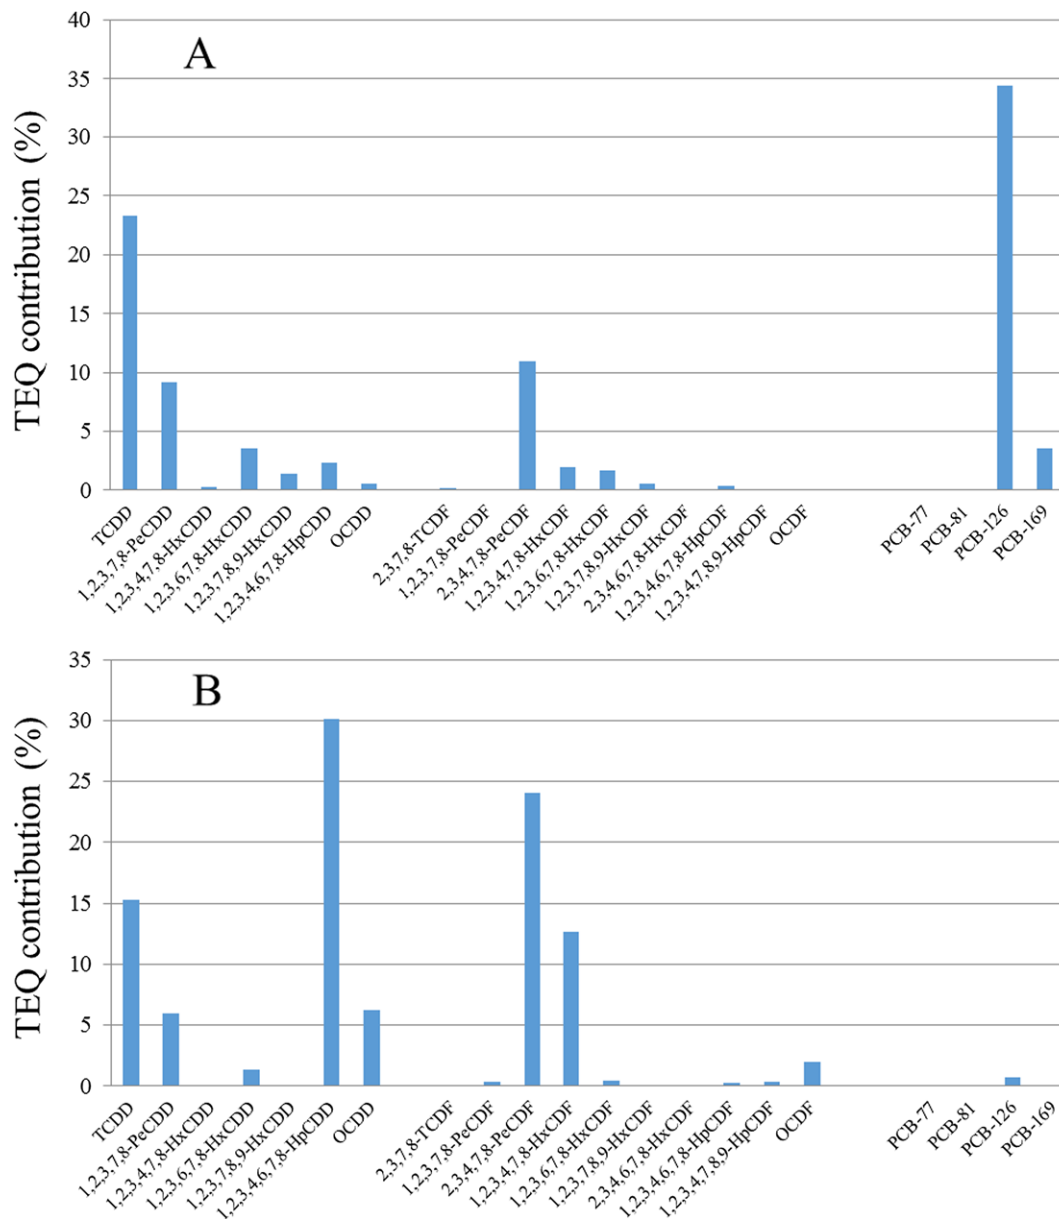 A
TEQ contribution (%)
40
35
30
25
20
15
10
5
0
TCDD
1,2,3,7,8-PeCDD
1,2,3,4,7,8-HxCDD
1,2,3,6,7,8-HxCDD
1,2,3,7,8,9-HxCDD
1,2,3,4,6,7,8-HpCDD
OCDD
2,3,7,8-TCDF
1,2,3,7,8-PeCDF
2,3,4,7,8-PeCDF
1,2,3,4,7,8-HxCDF
1,2,3,6,7,8-HxCDF
1,2,3,7,8,9-HxCDF
2,3,4,6,7,8-HxCDF
1,2,3,4,6,7,8-HpCDF
1,2,3,4,7,8,9-HpCDF
OCDF
PCB-77
PCB-81
PCB-126
PCB-169
B
TEQ contribution (%)
35
30
25
20
15
10
5
0
TCDD
1,2,3,7,8-PeCDD
1,2,3,4,7,8-HxCDD
1,2,3,6,7,8-HxCDD
1,2,3,7,8,9-HxCDD
1,2,3,4,6,7,8-HpCDD
OCDD
2,3,7,8-TCDF
1,2,3,7,8-PeCDF
2,3,4,7,8-PeCDF
1,2,3,4,7,8-HxCDF
1,2,3,6,7,8-HxCDF
1,2,3,7,8,9-HxCDF
2,3,4,6,7,8-HxCDF
1,2,3,4,6,7,8-HpCDF
1,2,3,4,7,8,9-HpCDF
OCDF
PCB-77
PCB-81
PCB-126
PCB-169